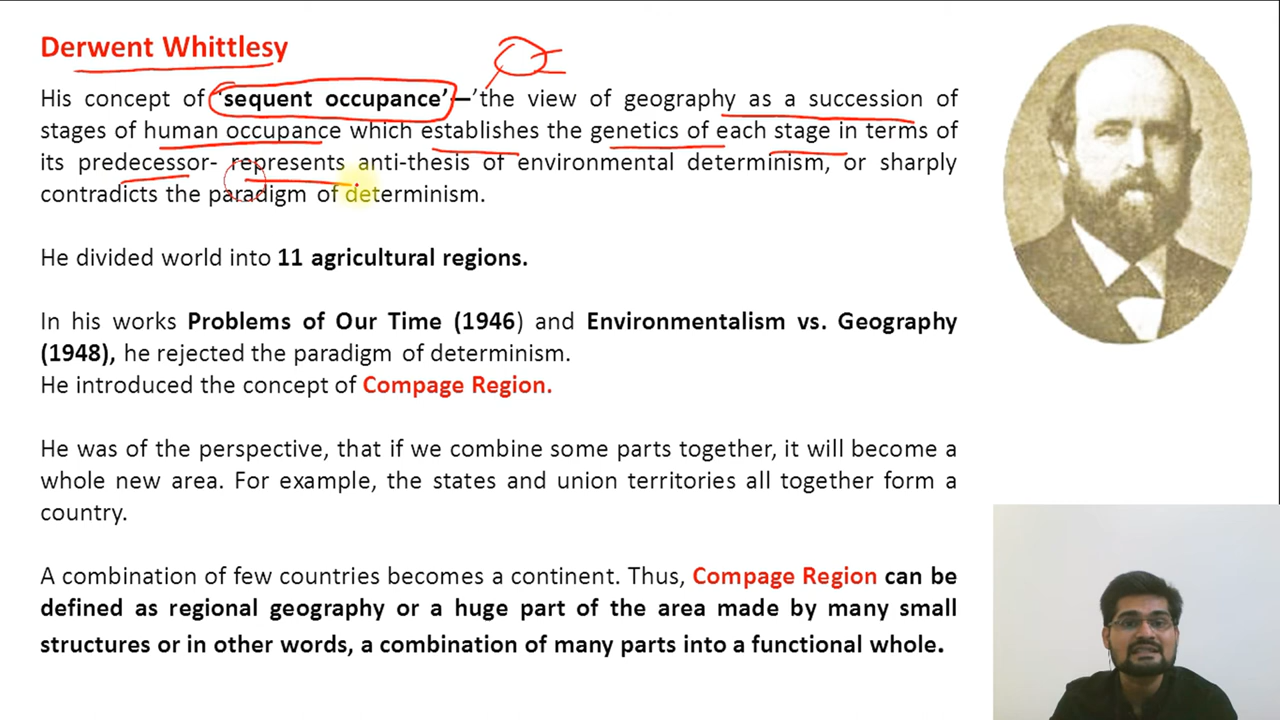 Derwent Whittlesy
His concept of ‘sequent occupance’—’the view of geography as a succession of
stages of human occupance which establishes the genetics of each stage in terms of
its predecessor- represents anti-thesis of environmental determinism, or sharply
contradicts the paradigm of determinism.
He divided world into 11 agricultural regions.
In his works Problems of Our Time (1946) and Environmentalism vs. Geography
(1948), he rejected the paradigm of determinism.
He introduced the concept of Compage Region.
He was of the perspective, that if we combine some parts together, it will become a
whole new area. For example, the states and union territories all together form a
country.
A combination of few countries becomes a continent. Thus, Compage Region can be
defined as regional geography or a huge part of the area made by many small
structures or in other words, a combination of many parts into a functional whole.